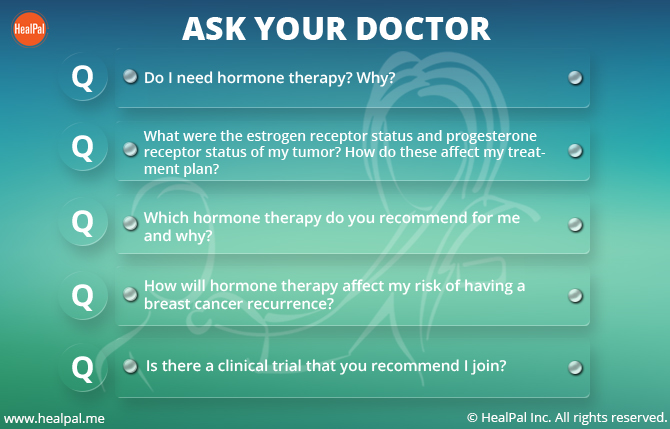 HealPal
ASK YOUR DOCTOR
Q
Do I need hormone therapy? Why?
Q
What were the estrogen receptor status and progesterone
receptor status of my tumor? How do these affect my treat-
ment plan?
Q
Which hormone therapy do you recommend for me
and why?
Q
How will hormone therapy affect my risk of having a
breast cancer recurrence?
Q
Is there a clinical trial that you recommend I join?
www.healpal.me
© HealPal Inc. All rights reserved.